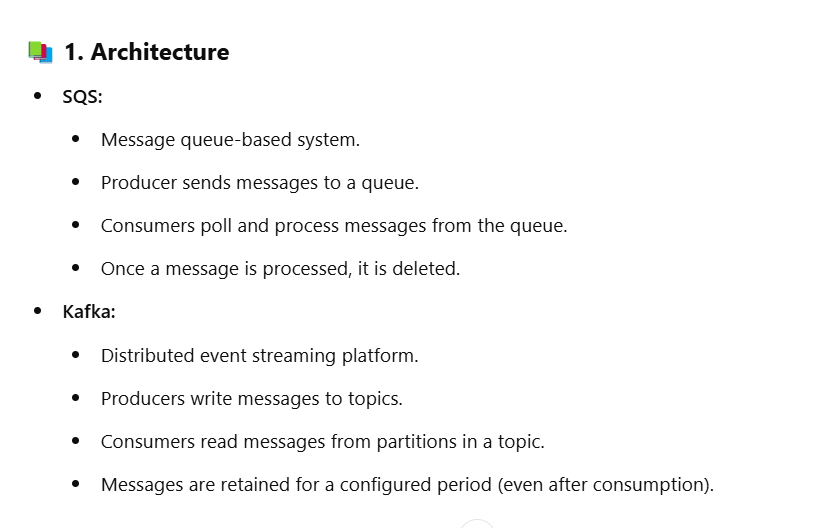 1. Architecture
• SQS:
• Message queue-based system.
• Producer sends messages to a queue.
• Consumers poll and process messages from the queue.
• Once a message is processed, it is deleted.
• Kafka:
• Distributed event streaming platform.
• Producers write messages to topics.
• Consumers read messages from partitions in a topic.
• Messages are retained for a configured period (even after consumption).